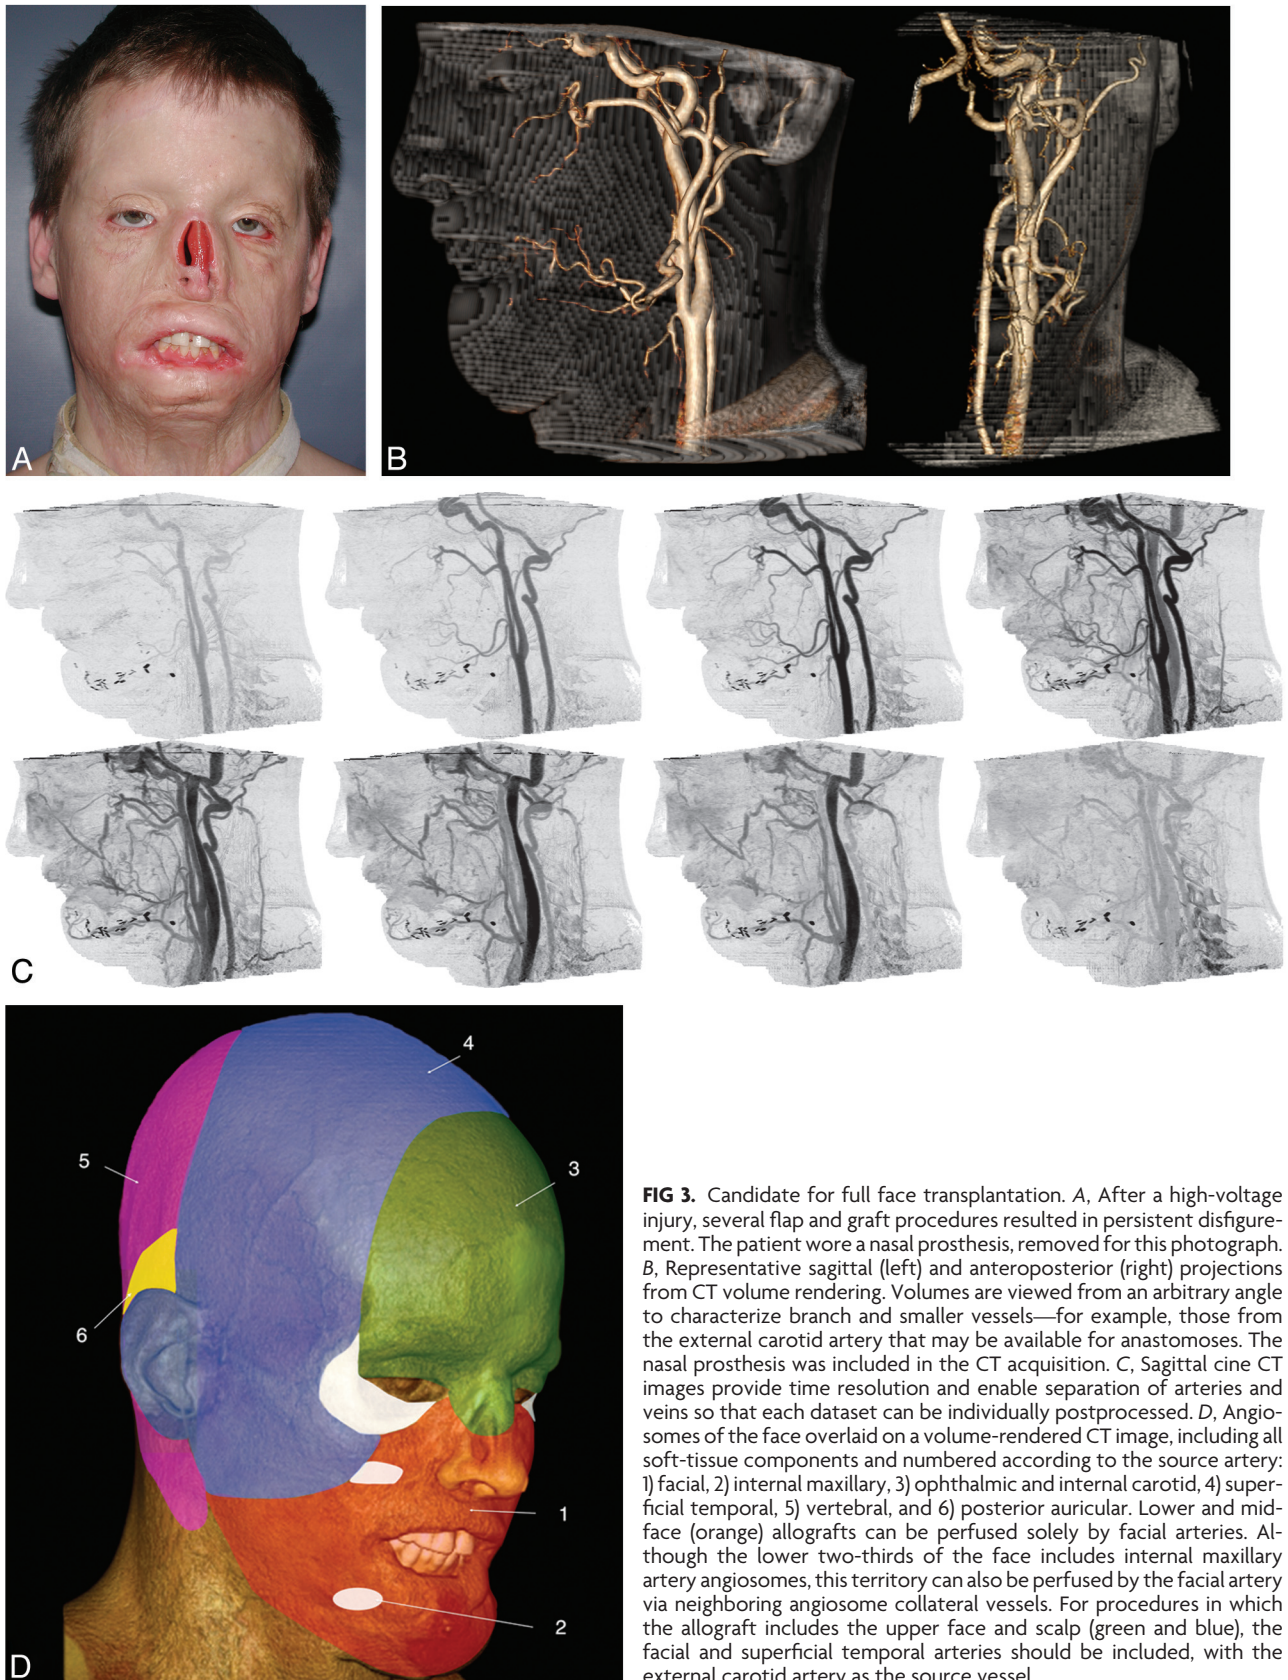 A
B
C
4
5
3
6
1
2
D
FIG 3. Candidate for full face transplantation. A, After a high-voltage
injury, several flap and graft procedures resulted in persistent disfigure-
ment. The patient wore a nasal prosthesis, removed for this photograph.
B, Representative sagittal (left) and anteroposterior (right) projections
from CT volume rendering. Volumes are viewed from an arbitrary angle
to characterize branch and smaller vessels—for example, those from
the external carotid artery that may be available for anastomoses. The
nasal prosthesis was included in the CT acquisition. C, Sagittal cine CT
images provide time resolution and enable separation of arteries and
veins so that each dataset can be individually postprocessed. D, Angio-
somes of the face overlaid on a volume-rendered CT image, including all
soft-tissue components and numbered according to the source artery:
1) facial, 2) internal maxillary, 3) ophthalmic and internal carotid, 4) super-
ficial temporal, 5) vertebral, and 6) posterior auricular. Lower and mid-
face (orange) allografts can be perfused solely by facial arteries. Al-
though the lower two-thirds of the face includes internal maxillary
artery angiosomes, this territory can also be perfused by the facial artery
via neighboring angiosome collateral vessels. For procedures in which
the allograft includes the upper face and scalp (green and blue), the
facial and superficial temporal arteries should be included, with the
external carotid artery as the source vessel.